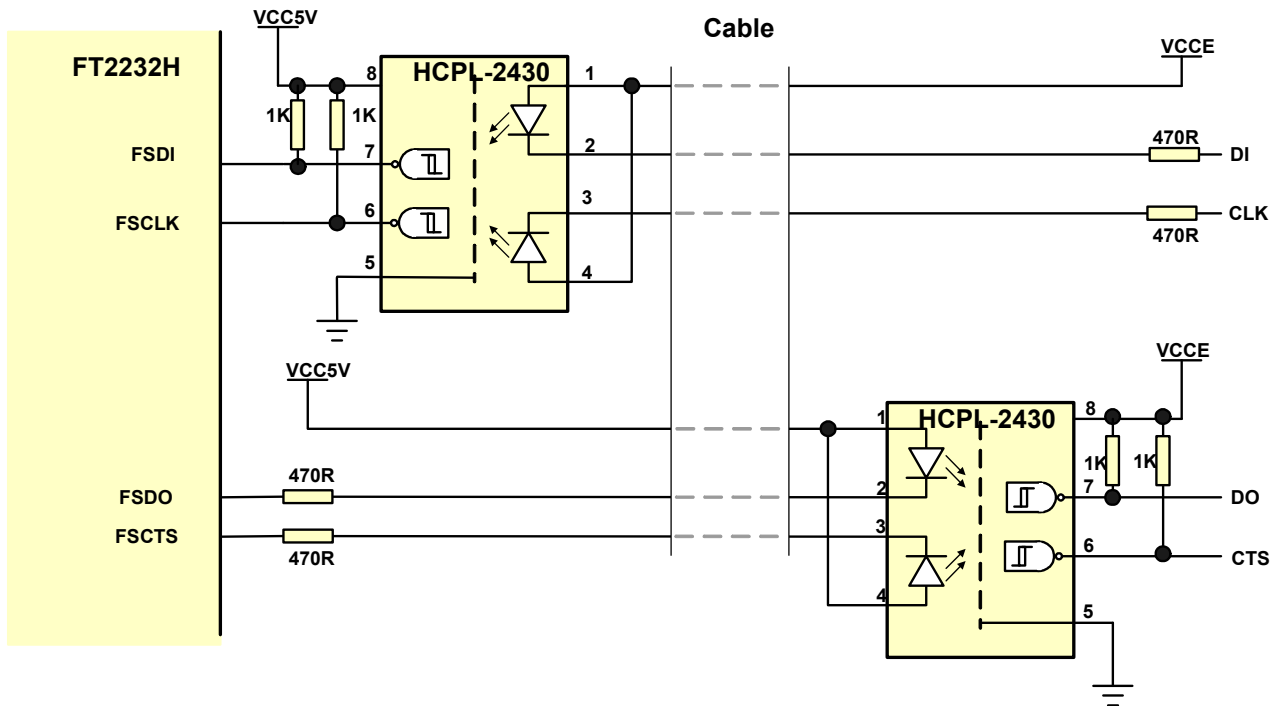 Cable
VCC5V
VCCE
FT2232H
HCPL-2430
8
1
1K
1K
470R
FSDI
7
2
DI
3
FSCLK
6
CLK
470R
5
4
VCC5V
VCCE
1
HCPL-2430
8
1K
1K
470R
2
7
FSDO
DO
3
FSCTS
6
CTS
470R
4
5